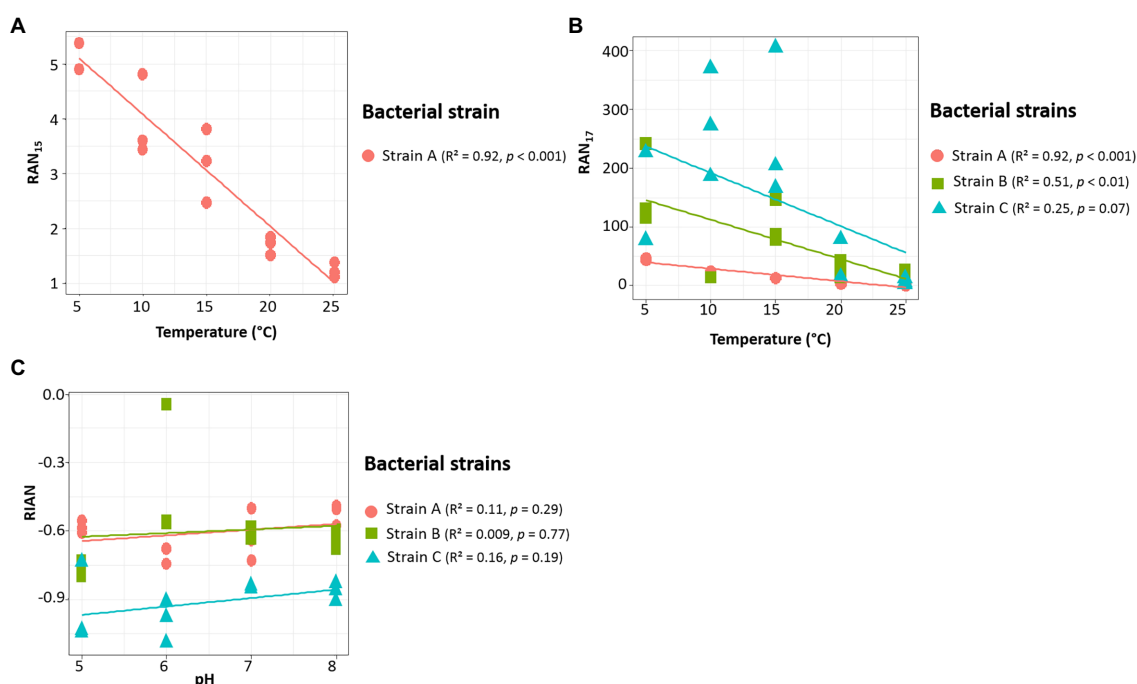 A
RAN15
5
4
3
2
1
5 10 15 20 25
Temperature (°C)
Bacterial strain
Strain A (R² = 0.92, p < 0.001)
B
RAN17
400
300
200
100
0
5 10 15 20 25
Temperature (°C)
Bacterial strains
Strain A (R² = 0.92, p < 0.001)
Strain B (R² = 0.51, p < 0.01)
Strain C (R² = 0.25, p = 0.07)
C
RIAN
0.0
-0.3
-0.6
-0.9
5 6 7 8
pH
Bacterial strains
Strain A (R² = 0.11, p = 0.29)
Strain B (R² = 0.009, p = 0.77)
Strain C (R² = 0.16, p = 0.19)